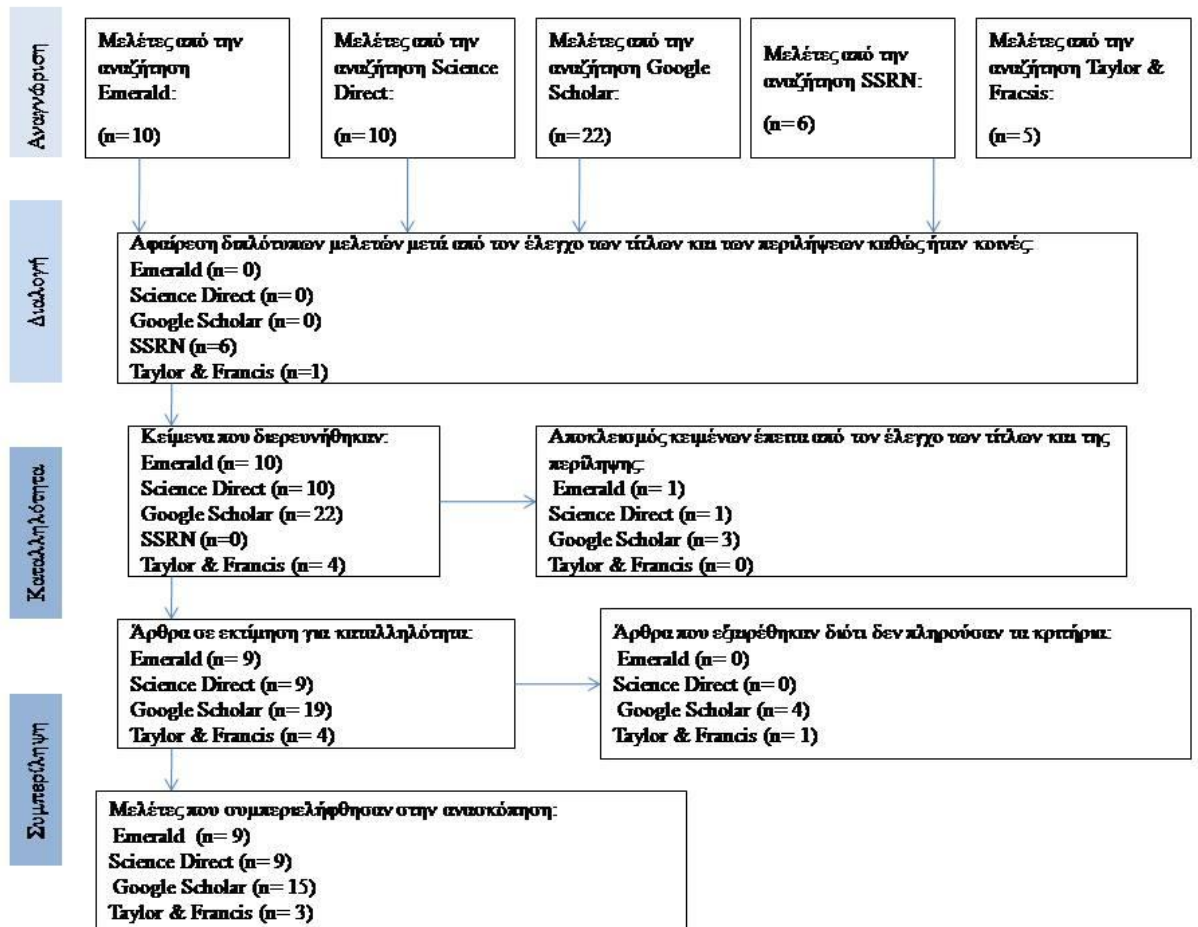 Αναγνώριση
Μελέτες από την
αναζήτηση
Emerald:
(n= 10)
Μελέτες από την
αναζήτηση Science
Direct:
(n= 10)
Μελέτες από την
αναζήτηση Google
Scholar:
(n=22)
Μελέτες από την
αναζήτηση SSRN:
(n=6)
Μελέτες από την
αναζήτηση Taylor &
Fracsis:
(n=5)
Διαλογή
Αφαίρεση διπλότυπων μελετών μετά από τον έλεγχο των τίτλων και των περιλήψεων καθώς ήταν κοινές:
Emerald (n= 0)
Science Direct (n= 0)
Google Scholar (n= 0)
SSRN (n=6)
Taylor & Francis (n=1)
Καταλληλότητα
Κείμενα που διερευνήθηκαν:
Emerald (n= 10)
Science Direct (n= 10)
Google Scholar (n= 22)
SSRN (n=0)
Taylor & Francis (n= 4)
Αποκλεισμός κειμένων έπειτα από τον έλεγχο των τίτλων και της
περίληψης:
Emerald (n= 1)
Science Direct (n= 1)
Google Scholar (n= 3)
Taylor & Francis (n= 0)
Άρθρα σε εκτίμηση για καταλληλότητα:
Emerald (n= 9)
Science Direct (n= 9)
Google Scholar (n= 19)
Taylor & Francis (n= 4)
Άρθρα που εξαιρέθηκαν διότι δεν πληρούσαν τα κριτήρια:
Emerald (n= 0)
Science Direct (n= 0)
Google Scholar (n= 4)
Taylor & Francis (n= 1)
Συμπερίληψη
Μελέτες που συμπεριελήφθησαν στην ανασκόπηση:
Emerald (n= 9)
Science Direct (n= 9)
Google Scholar (n= 15)
Taylor & Francis (n= 3)